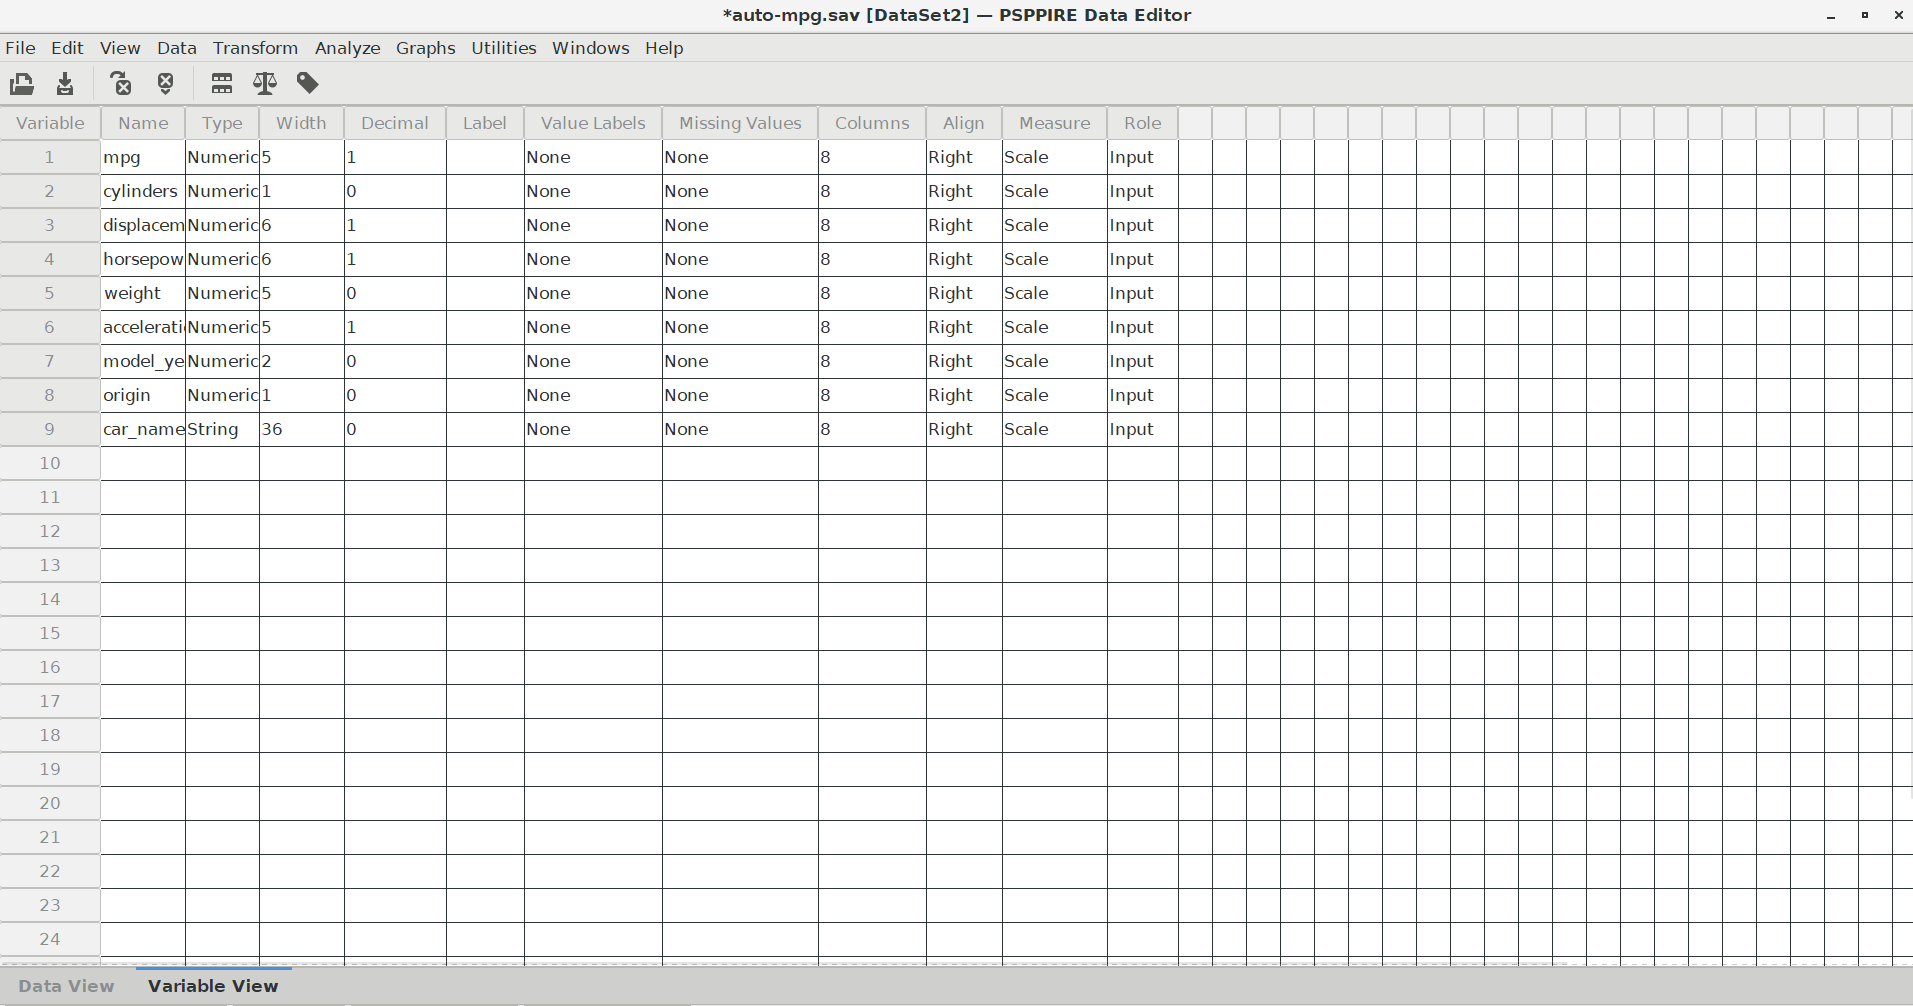 *auto-mpg.sav [DataSet2] — PSPPIRE Data Editor
File Edit View Data Transform Analyze Graphs Utilities Windows Help
Variable Name Type Width Decimal Label Value Labels Missing Values Columns Align Measure Role
1 mpg Numeric 5 1 None None 8 Right Scale Input
2 cylinders Numeric 1 0 None None 8 Right Scale Input
3 displacem Numeric 6 1 None None 8 Right Scale Input
4 horsepow Numeric 6 1 None None 8 Right Scale Input
5 weight Numeric 5 0 None None 8 Right Scale Input
6 accelerati Numeric 5 1 None None 8 Right Scale Input
7 model_ye Numeric 2 0 None None 8 Right Scale Input
8 origin Numeric 1 0 None None 8 Right Scale Input
9 car_name String 36 0 None None 8 Right Scale Input
10
11
12
13
14
15
16
17
18
19
20
21
22
23
24
Data View Variable View